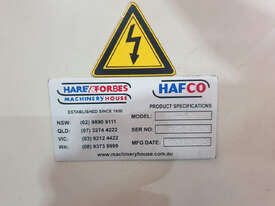 HARE & FORBES
MACHINERYHOUSE
HAFCO
ESTABLISHED SINCE 1930
PRODUCT SPECIFICATIONS
NSW: (02) 9890 9111
MODEL:
QLD: (07) 3274 4222
SER NO:
VIC: (03) 9212 4422
WA: (08) 9373 9999
MFG DATE:
www.machineryhouse.com.au